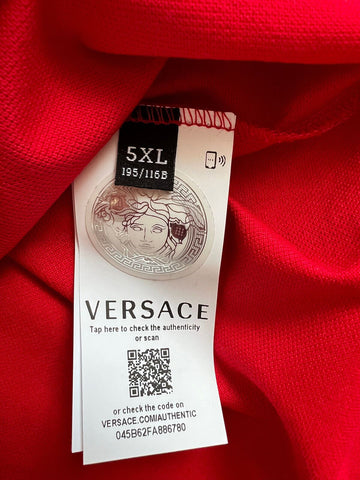 5XL
195/116B
VERSACE
Tap here to check the authenticity
or scan
or check the code on
VERSACE.COM/AUTHENTIC
045B62FA886780